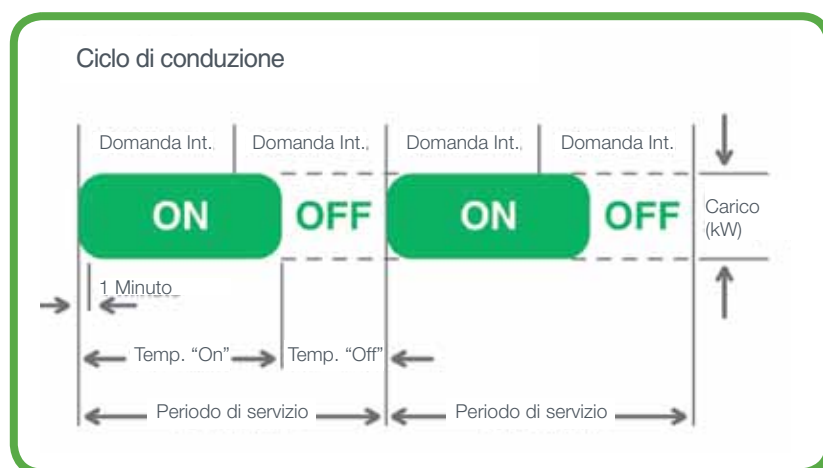 Ciclo di conduzione
Domanda Int. Domanda Int. Domanda Int. Domanda Int.
ON OFF ON OFF
Carico
(kW)
1 Minuto
Temp. “On” Temp. “Off”
Periodo di servizio Periodo di servizio